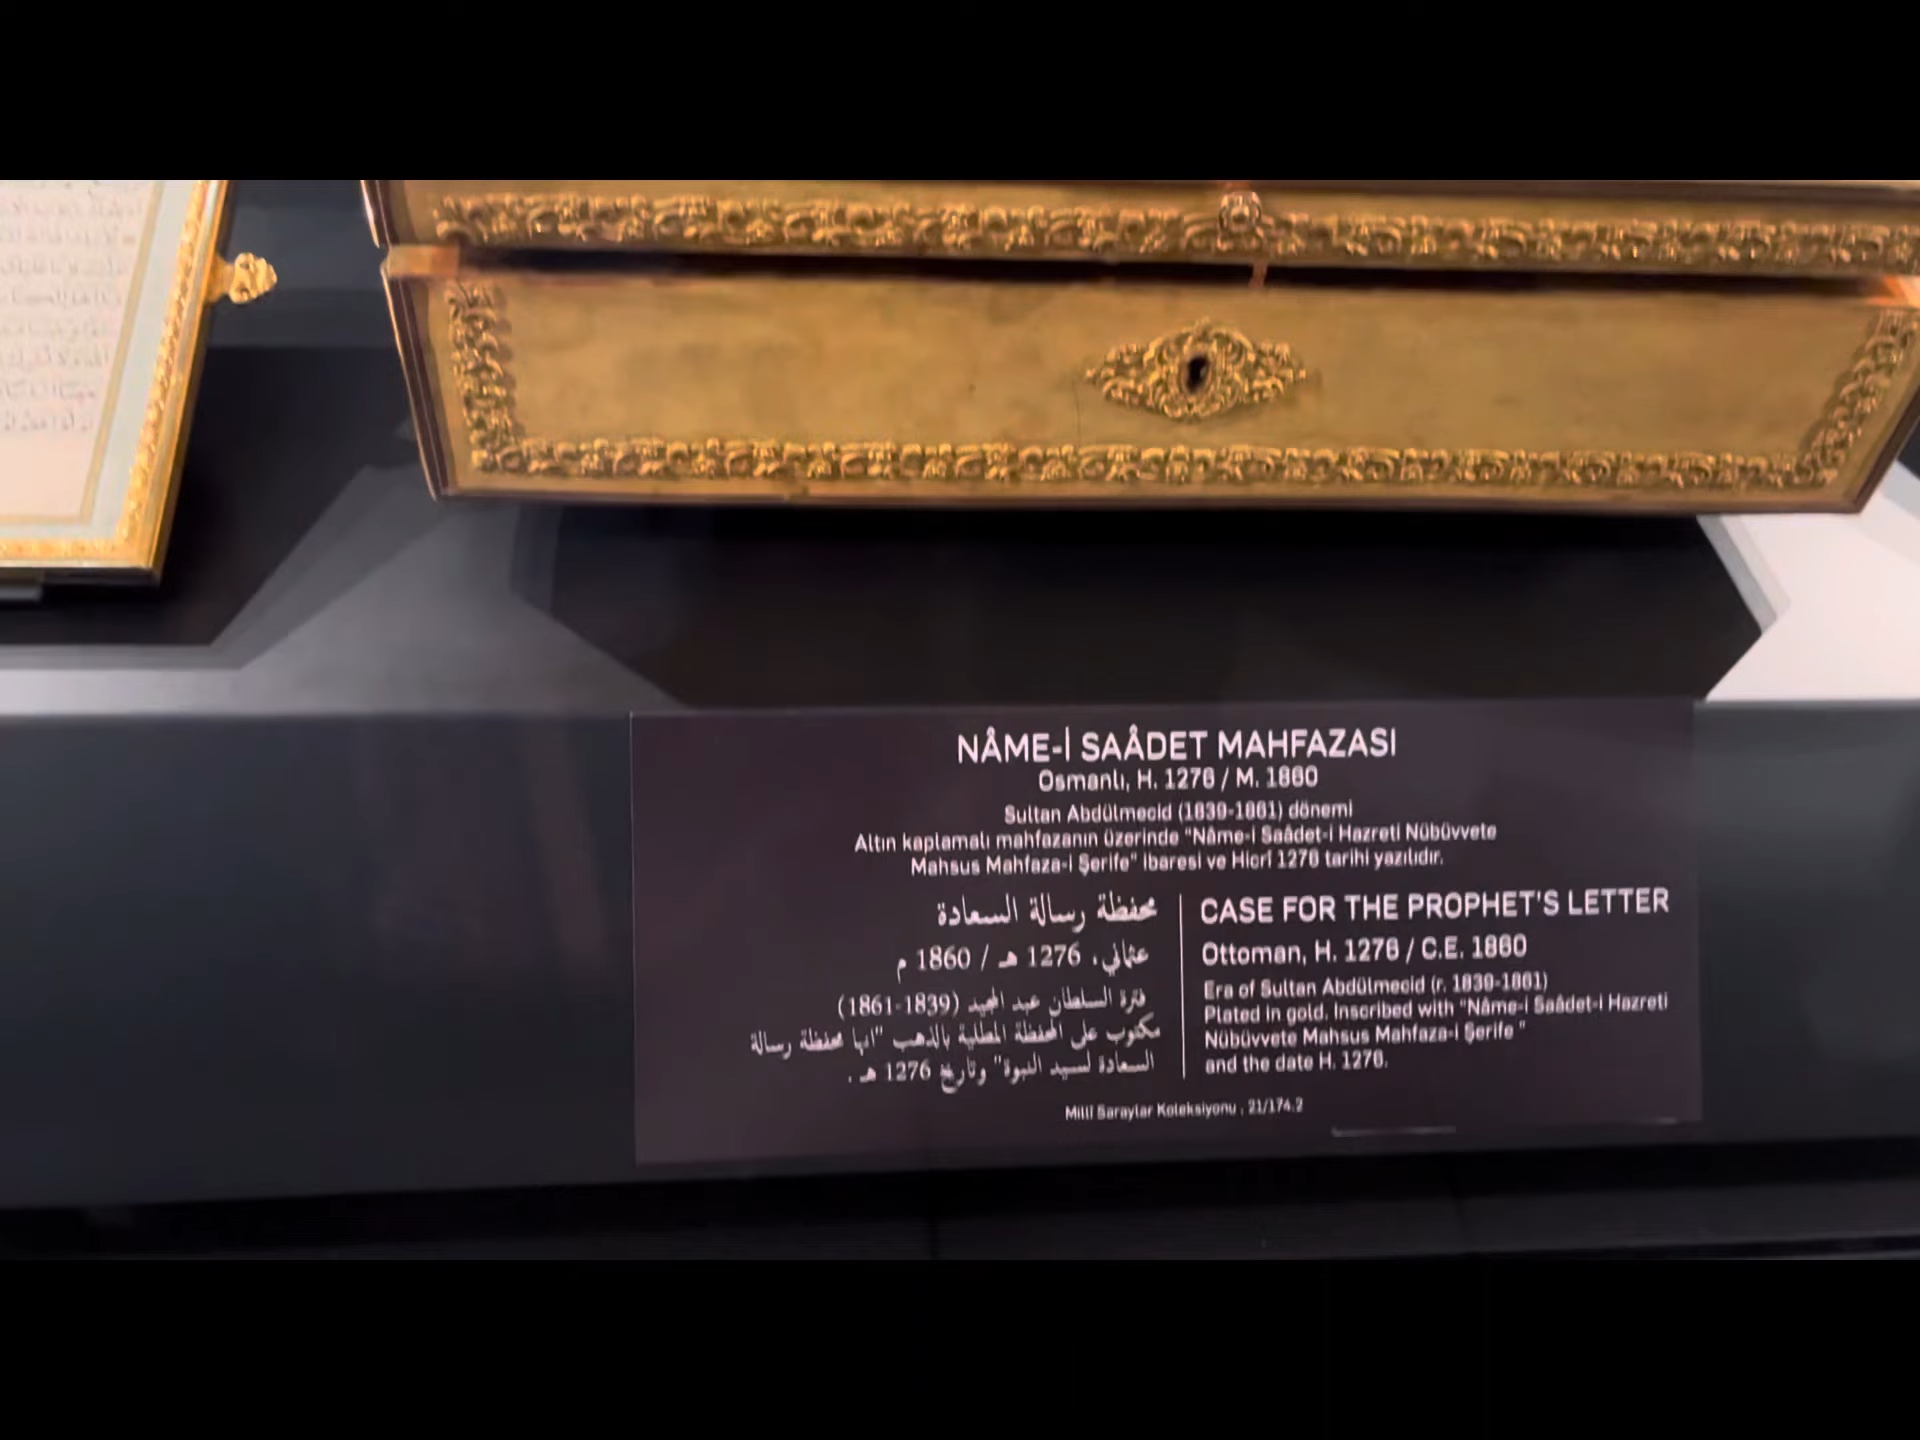 NÂME-İ SAÂDET MAHFAZASI
Osmanlı, H. 1276 / M. 1860
Sultan Abdülmecid (1839-1861) dönemi
Altın kaplamalı mahfazanın üzerinde "Nâme-i Saâdet-i Hazreti Nübüvvete
Mahsus Mahfaza-i Şerife" ibaresi ve Hicrî 1276 tarihi yazılıdır.
محفظة رسالة السعادة
عثماني، 1276 هـ / 1860 م
فترة السلطان عبد المجيد (1839-1861)
مكتوب على المحفظة المطلية بالذهب "انها محفظة رسالة
السعادة لسيد النبوة" وتاريخ 1276 هـ .
CASE FOR THE PROPHET'S LETTER
Ottoman, H. 1276 / C.E. 1860
Era of Sultan Abdülmecid (r. 1839-1861)
Plated in gold. Inscribed with "Nâme-i Saâdet-i Hazreti
Nübüvvete Mahsus Mahfaza-i Şerife "
and the date H. 1276.
Millî Saraylar Koleksiyonu , 21/174.2